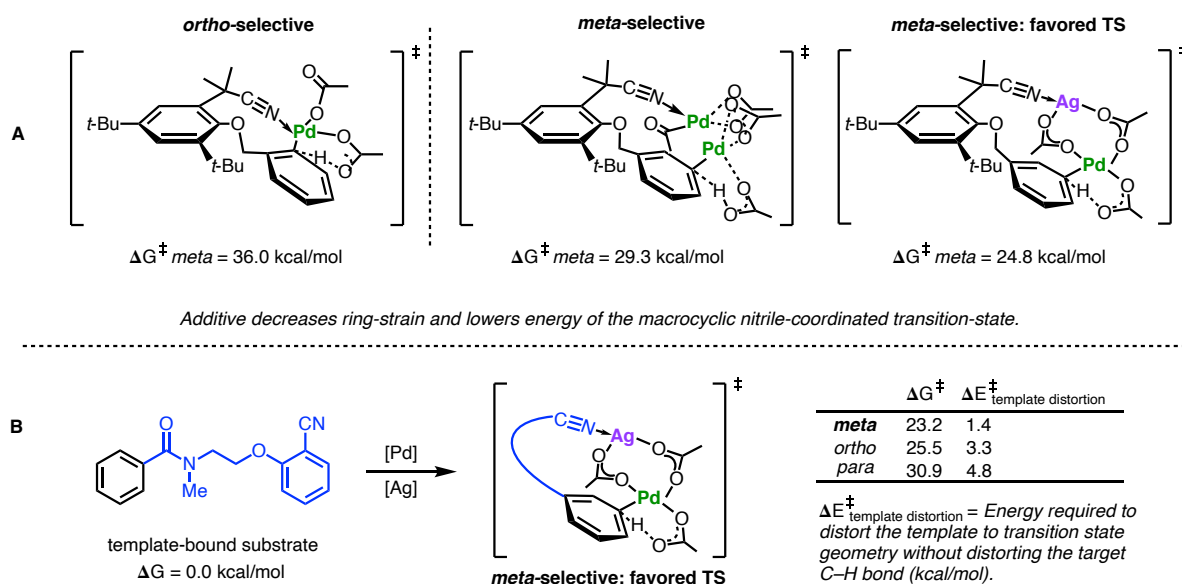 ortho-selective
meta-selective
meta-selective: favored TS
A
‡
‡
‡
O
C≡N
O
Pd
O
t-Bu
O
H
O
t-Bu
C≡N
O
O
Pd
O
O
t-Bu
O
O
Pd
t-Bu
H
O
O
C≡N
Ag
O
O
O
O
t-Bu
O
Pd
t-Bu
H
O
O
ΔG‡ meta = 36.0 kcal/mol
ΔG‡ meta = 29.3 kcal/mol
ΔG‡ meta = 24.8 kcal/mol
Additive decreases ring-strain and lowers energy of the macrocyclic nitrile-coordinated transition-state.
B
O
CN
N
O
Me
[Pd]
[Ag]
‡
C≡N
Ag
O
O
O
O
Pd
H
O
O
template-bound substrate
ΔG = 0.0 kcal/mol
meta-selective: favored TS
ΔG‡ ΔE‡template distortion
meta 23.2 1.4
ortho 25.5 3.3
para 30.9 4.8
ΔE‡template distortion = Energy required to
distort the template to transition state
geometry without distorting the target
C–H bond (kcal/mol).